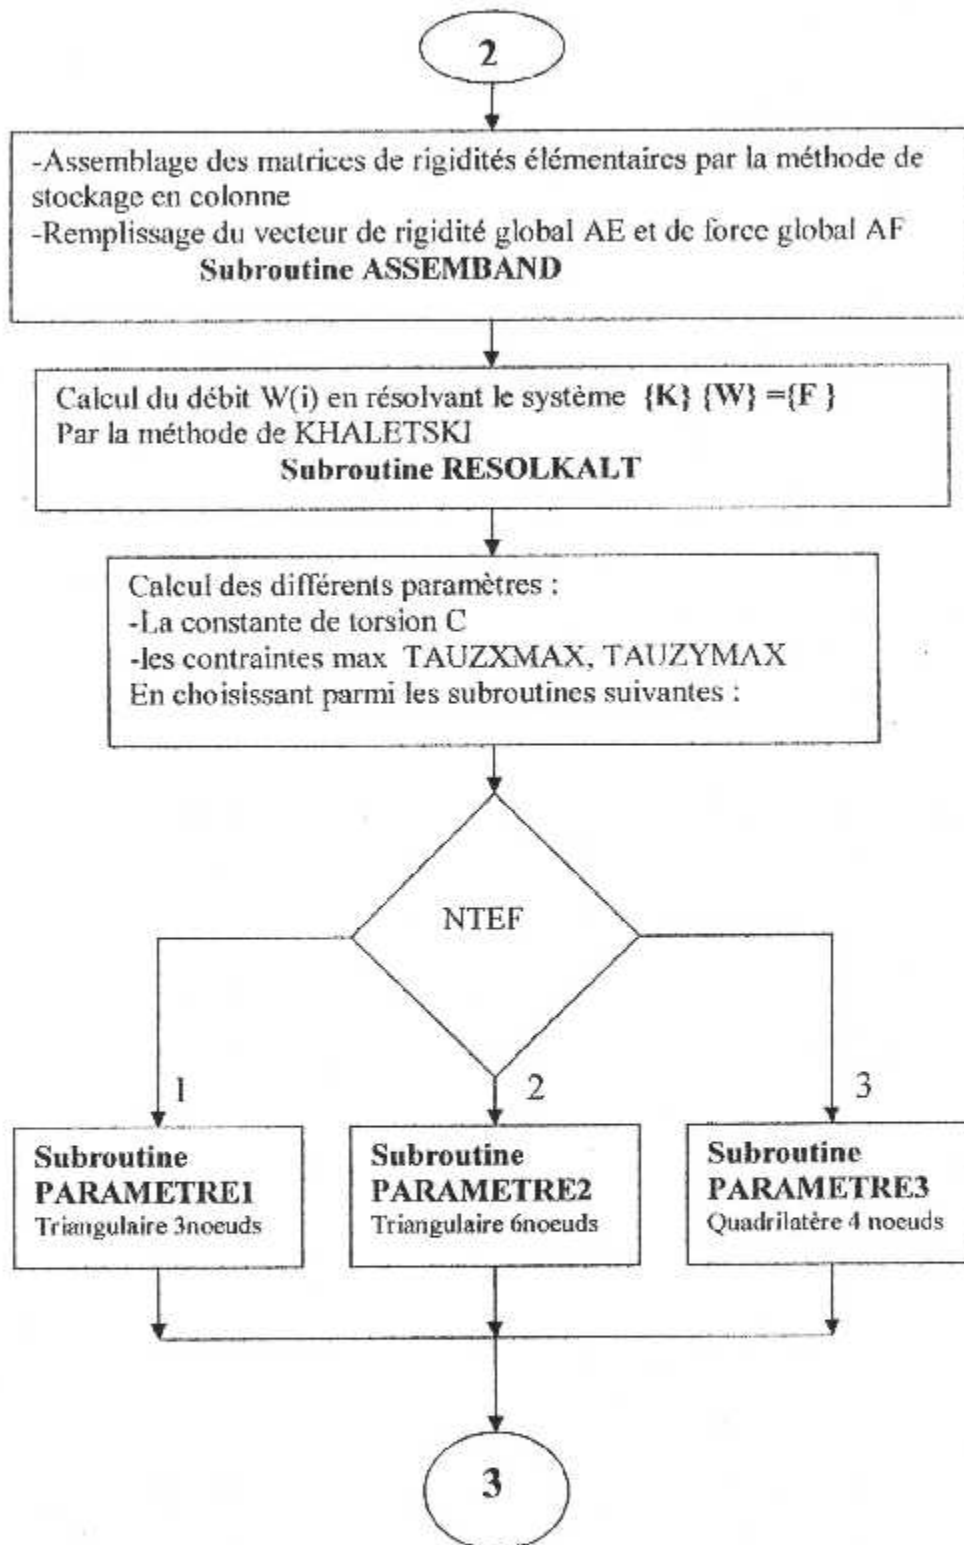 2
-Assemblage des matrices de rigidités élémentaires par la méthode de
stockage en colonne
-Remplissage du vecteur de rigidité global AE et de force global AF
Subroutine ASSEMBAND
Calcul du débit W(i) en résolvant le système {K} {W} ={F }
Par la méthode de KHALETSKI
Subroutine RESOLKALT
Calcul des différents paramètres :
-La constante de torsion C
-les contraintes max TAUZXMAX, TAUZYMAX
En choisissant parmi les subroutines suivantes :
NTEF
1
2
3
Subroutine
PARAMETRE1
Triangulaire 3noeuds
Subroutine
PARAMETRE2
Triangulaire 6noeuds
Subroutine
PARAMETRE3
Quadrilatère 4 noeuds
3